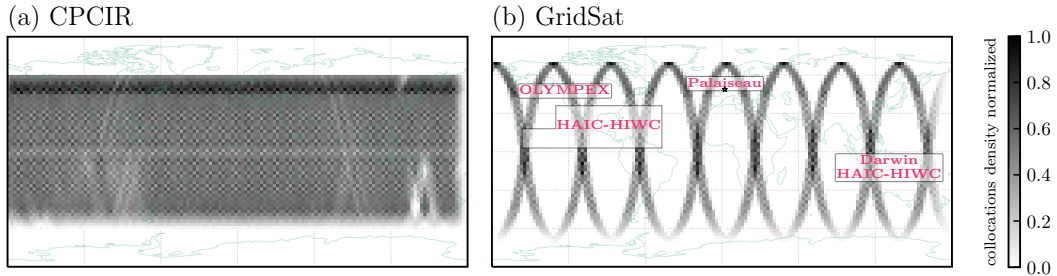 (a) CPCIR
(b) GridSat
OLYMPEX
Palaiseau
HAIC-HIWC
Darwin
HAIC-HIWC
collocations density normalized
1.0
0.8
0.6
0.4
0.2
0.0